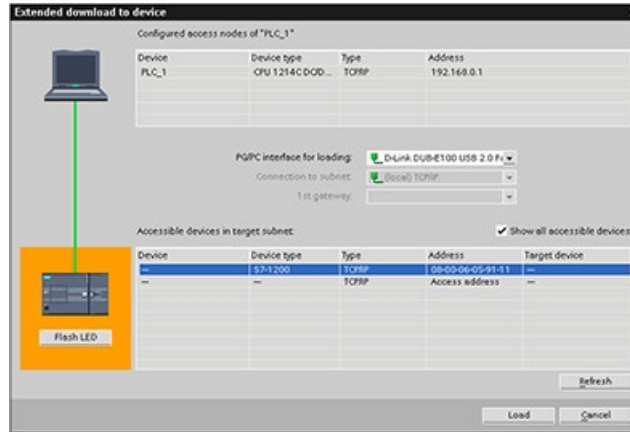 Extended download to device
Configured access nodes of "PLC_1"
Device Device type Type Address
PLC_1 CPU 1214C DC/D... TCP/IP 192.168.0.1
PG/PC interface for loading: D-Link DUB-E100 USB 2.0 Fa
Connection to subnet: (local) TCP/IP
1st gateway:
Accessible devices in target subnet: Show all accessible devices
Device Device type Type Address Target device
— S7-1200 TCP/IP 08-00-06-05-91-11 —
— — TCP/IP Access address —
Flash LED
Refresh
Load Cancel